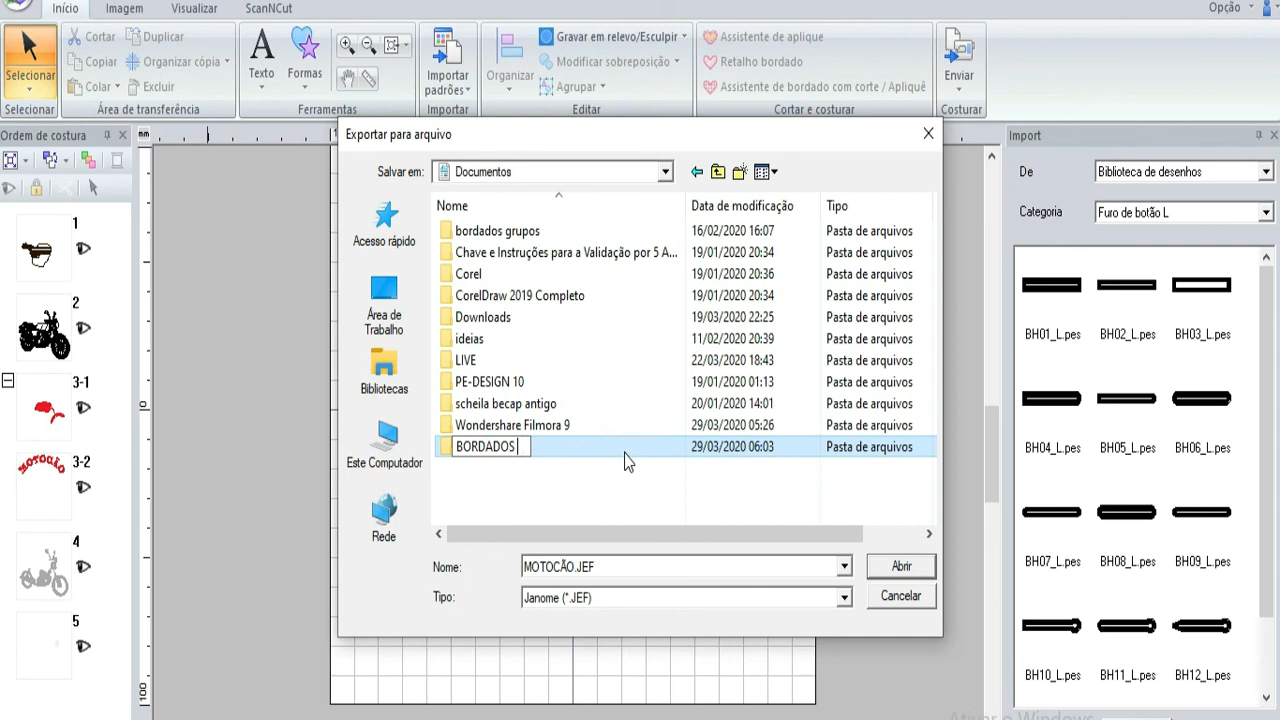 Início Imagem Visualizar ScanNCut Opção
Selecionar
Cortar Duplicar
Copiar Organizar cópia
Colar Excluir
Texto Formas
Importar padrões
Organizar
Gravar em relevo/Esculpir
Modificar sobreposição
Agrupar
Assistente de aplique
Retalho bordado
Assistente de bordado com corte / Apliquê
Enviar
Selecionar Área de transferência Ferramentas Importar Editar Cortar e costurar Costurar
Ordem de costura
mm
1
2
3-1
3-2
MOTOCÃO
4
5
0
100
Exportar para arquivo
Salvar em: Documentos
Acesso rápido
Área de Trabalho
Bibliotecas
Este Computador
Rede
Nome Data de modificação Tipo
bordados grupos 16/02/2020 16:07 Pasta de arquivos
Chave e Instruções para a Validação por 5 A... 19/01/2020 20:34 Pasta de arquivos
Corel 19/01/2020 20:36 Pasta de arquivos
CorelDraw 2019 Completo 19/01/2020 20:34 Pasta de arquivos
Downloads 19/03/2020 22:25 Pasta de arquivos
ideias 11/02/2020 20:39 Pasta de arquivos
LIVE 22/03/2020 18:43 Pasta de arquivos
PE-DESIGN 10 19/01/2020 01:13 Pasta de arquivos
scheila becap antigo 20/01/2020 14:01 Pasta de arquivos
Wondershare Filmora 9 29/03/2020 05:26 Pasta de arquivos
BORDADOS 29/03/2020 06:03 Pasta de arquivos
Nome: MOTOCÃO.JEF Abrir
Tipo: Janome (*.JEF) Cancelar
Import
De Biblioteca de desenhos
Categoria Furo de botão L
BH01_L.pes BH02_L.pes BH03_L.pes
BH04_L.pes BH05_L.pes BH06_L.pes
BH07_L.pes BH08_L.pes BH09_L.pes
BH10_L.pes BH11_L.pes BH12_L.pes